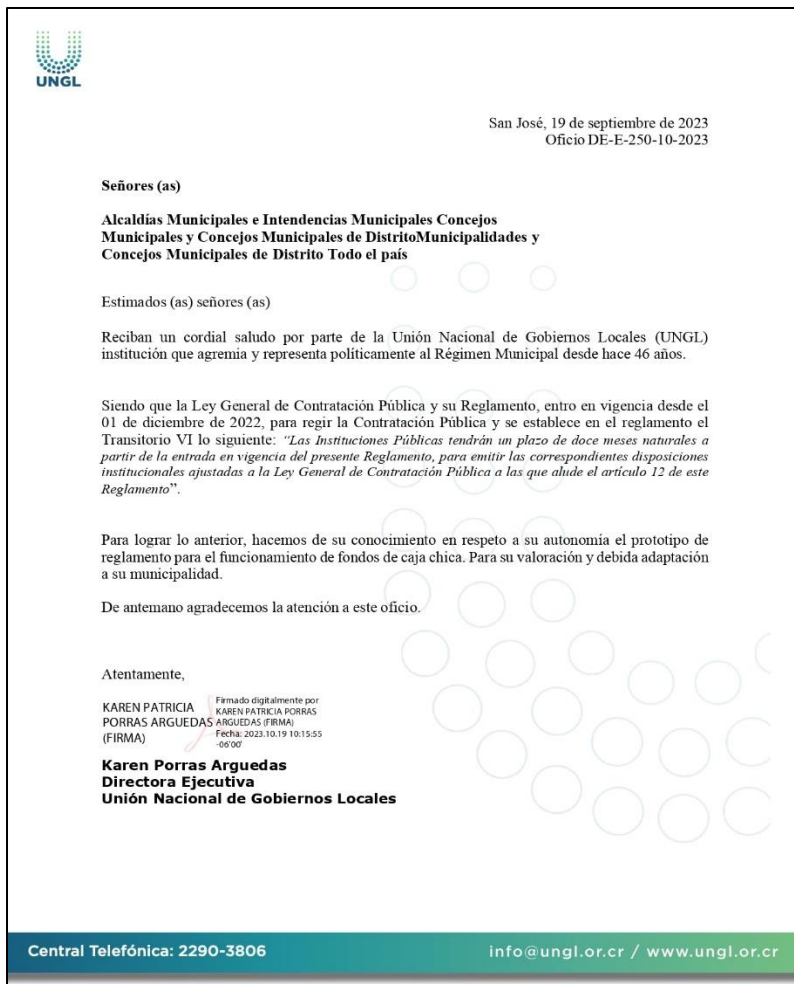 UNGL
San José, 19 de septiembre de 2023
Oficio DE-E-250-10-2023
Señores (as)
Alcaldías Municipales e Intendencias Municipales Concejos
Municipales y Concejos Municipales de DistritoMunicipalidades y
Concejos Municipales de Distrito Todo el país
Estimados (as) señores (as)
Reciban un cordial saludo por parte de la Unión Nacional de Gobiernos Locales (UNGL)
institución que agremia y representa políticamente al Régimen Municipal desde hace 46 años.
Siendo que la Ley General de Contratación Pública y su Reglamento, entro en vigencia desde el
01 de diciembre de 2022, para regir la Contratación Pública y se establece en el reglamento el
Transitorio VI lo siguiente: “Las Instituciones Públicas tendrán un plazo de doce meses naturales a
partir de la entrada en vigencia del presente Reglamento, para emitir las correspondientes disposiciones
institucionales ajustadas a la Ley General de Contratación Pública a las que alude el artículo 12 de este
Reglamento”.
Para lograr lo anterior, hacemos de su conocimiento en respeto a su autonomía el prototipo de
reglamento para el funcionamiento de fondos de caja chica. Para su valoración y debida adaptación
a su municipalidad.
De antemano agradecemos la atención a este oficio.
Atentamente,
KAREN PATRICIA
PORRAS ARGUEDAS
(FIRMA)
Firmado digitalmente por
KAREN PATRICIA PORRAS
ARGUEDAS (FIRMA)
Fecha: 2023.10.19 10:15:55
-06'00'
Karen Porras Arguedas
Directora Ejecutiva
Unión Nacional de Gobiernos Locales
Central Telefónica: 2290-3806
info@ungl.or.cr / www.ungl.or.cr